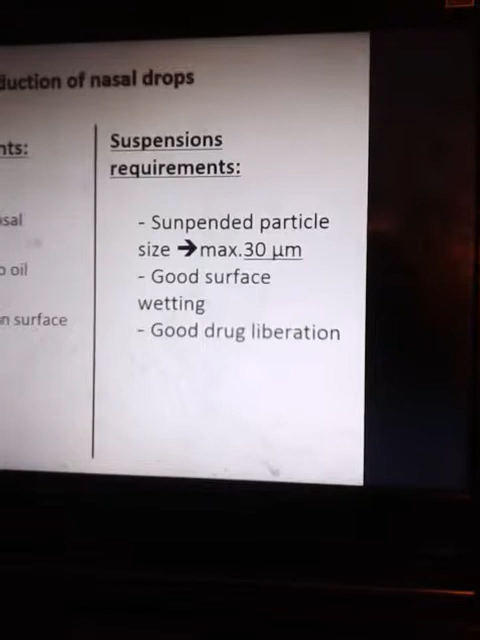 duction of nasal drops
nts:
osal
o oil
n surface
Suspensions
requirements:
- Sunpended particle
size →max.30 µm
- Good surface
wetting
- Good drug liberation